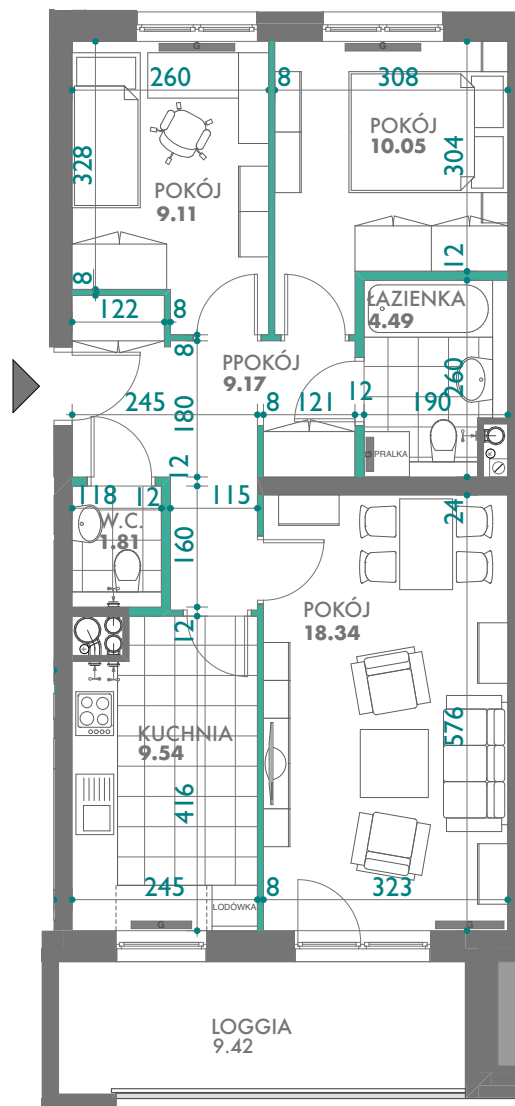 G
G
260
8
308
POKÓJ
10.05
328
304
POKÓJ
9.11
12
8
122
8
ŁAZIENKA
4.49
8
PPOKÓJ
9.17
260
245
180
8
121
12
190
G
PRALKA
12
118
12
115
24
W.C.
1.81
160
POKÓJ
18.34
12
KUCHNIA
9.54
576
416
245
8
323
LODÓWKA
G
G
LOGGIA
9.42